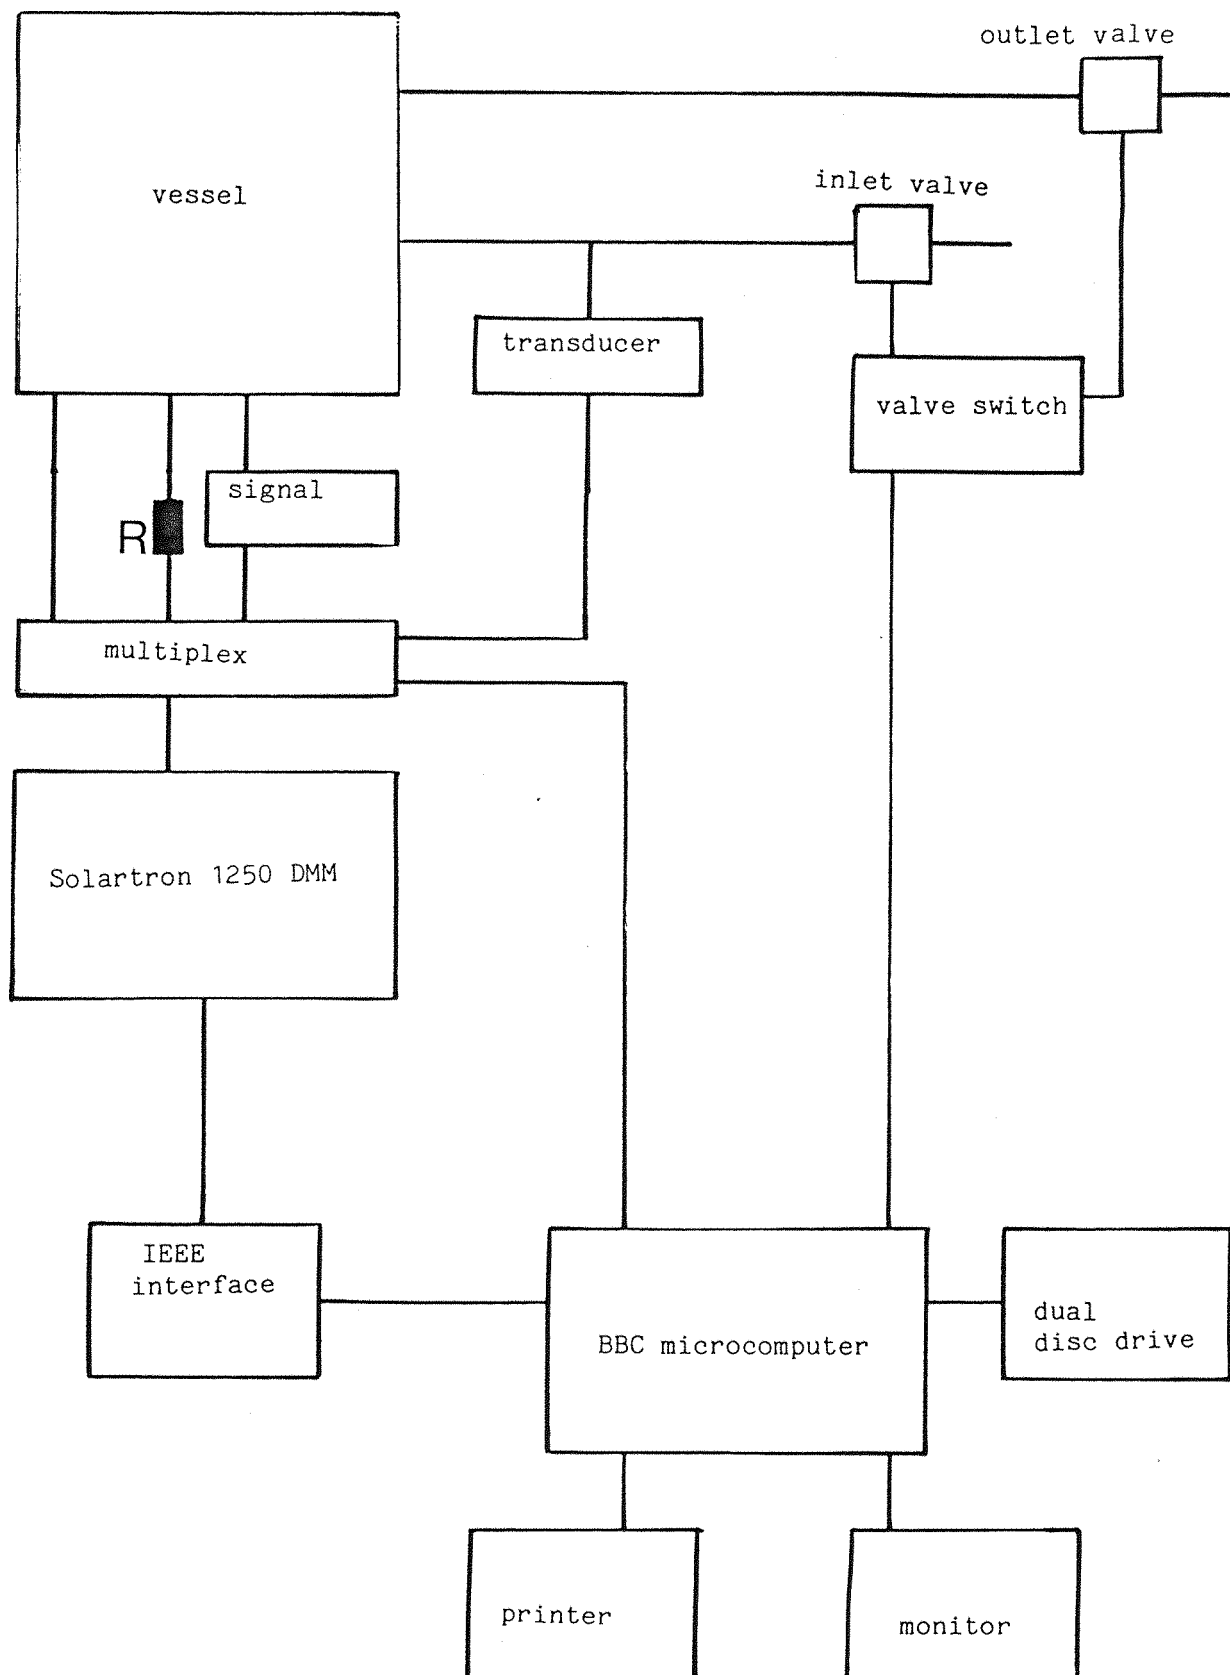 outlet valve
inlet valve
vessel
transducer
valve switch
signal
R
multiplex
Solartron 1250 DMM
IEEE
interface
BBC microcomputer
dual
disc drive
printer
monitor